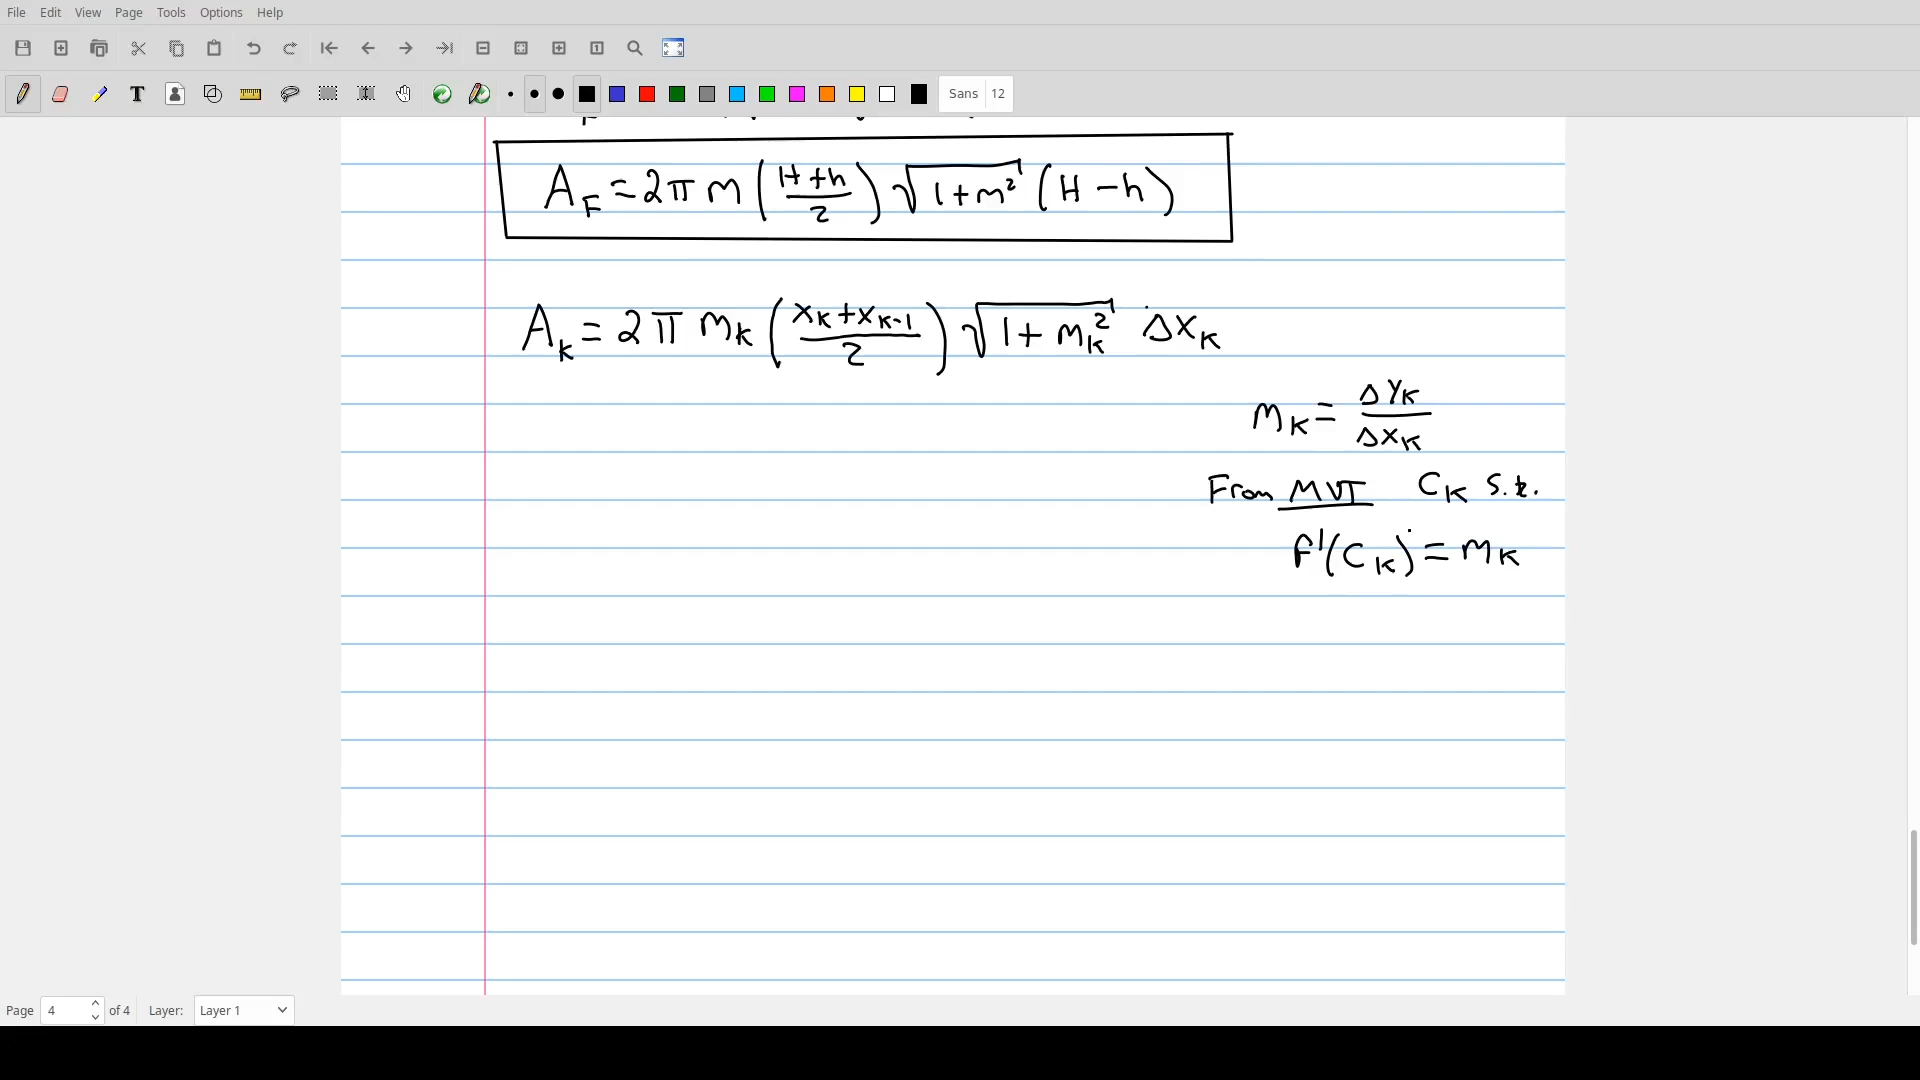 File Edit View Page Tools Options Help
Sans 12
A_F = 2π m ((H+h)/2) √(1+m²) (H-h)
A_k = 2π m_k ((x_k+x_{k-1})/2) √(1+m_k²) Δx_k
m_k = Δy_k/Δx_k
From MVT C_k s.t.
F'(C_k) = m_k
Page 4 of 4 Layer: Layer 1